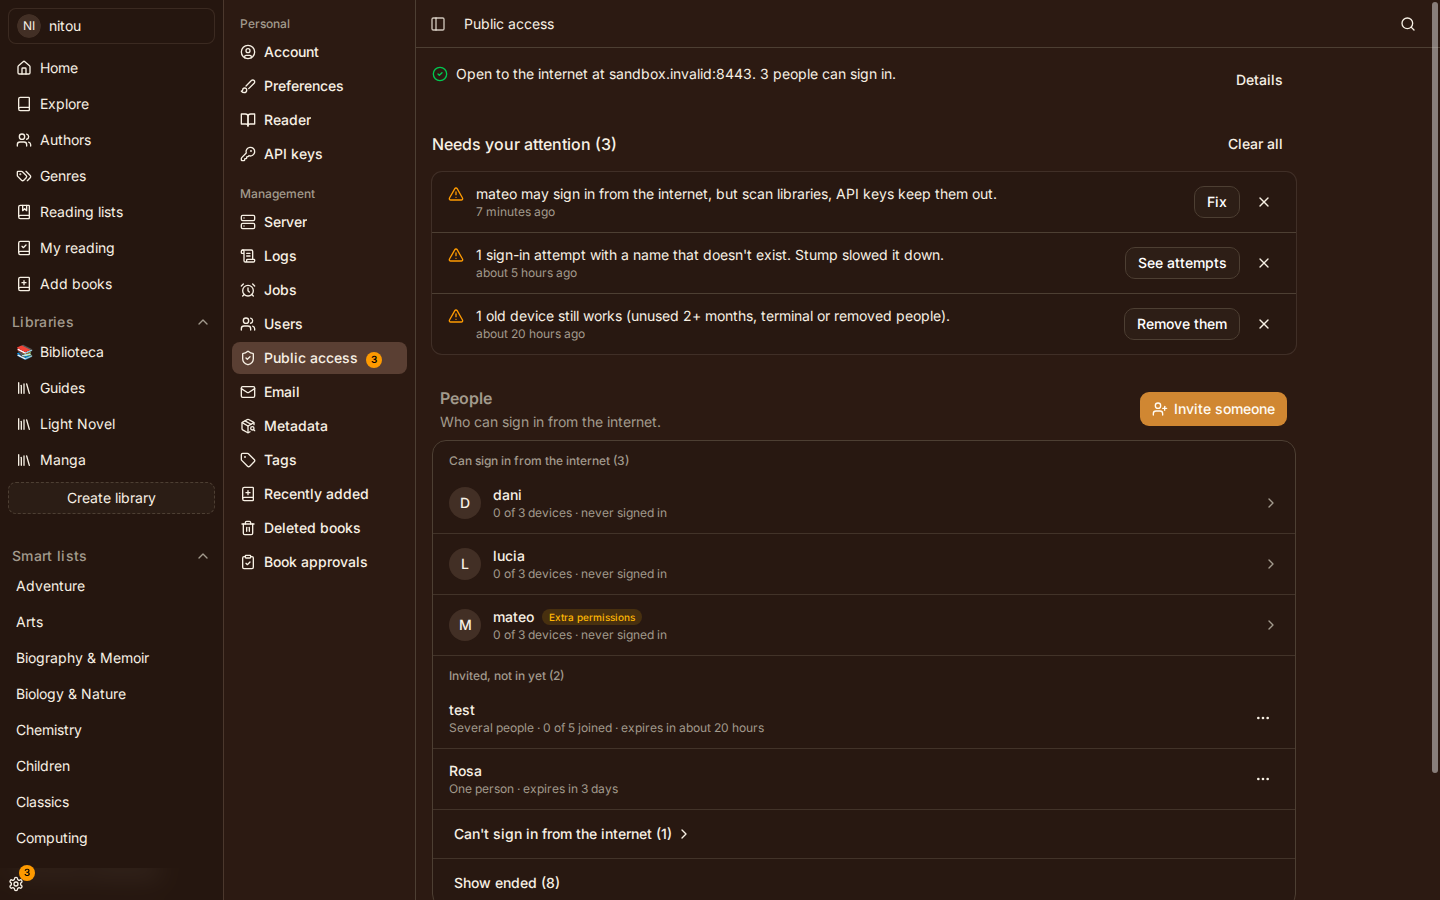 NI nitou
Home
Explore
Authors
Genres
Reading lists
My reading
Add books
Libraries
Biblioteca
Guides
Light Novel
Manga
Create library
Smart lists
Adventure
Arts
Biography & Memoir
Biology & Nature
Chemistry
Children
Classics
Computing
3
Personal
Account
Preferences
Reader
API keys
Management
Server
Logs
Jobs
Users
Public access 3
Email
Metadata
Tags
Recently added
Deleted books
Book approvals
Public access
Open to the internet at sandbox.invalid:8443. 3 people can sign in.
Details
Needs your attention (3)
Clear all
mateo may sign in from the internet, but scan libraries, API keys keep them out.
7 minutes ago
Fix
1 sign-in attempt with a name that doesn't exist. Stump slowed it down.
about 5 hours ago
See attempts
1 old device still works (unused 2+ months, terminal or removed people).
about 20 hours ago
Remove them
People
Who can sign in from the internet.
Invite someone
Can sign in from the internet (3)
D
dani
0 of 3 devices · never signed in
L
lucia
0 of 3 devices · never signed in
M
mateo Extra permissions
0 of 3 devices · never signed in
Invited, not in yet (2)
test
Several people · 0 of 5 joined · expires in about 20 hours
Rosa
One person · expires in 3 days
Can't sign in from the internet (1)
Show ended (8)